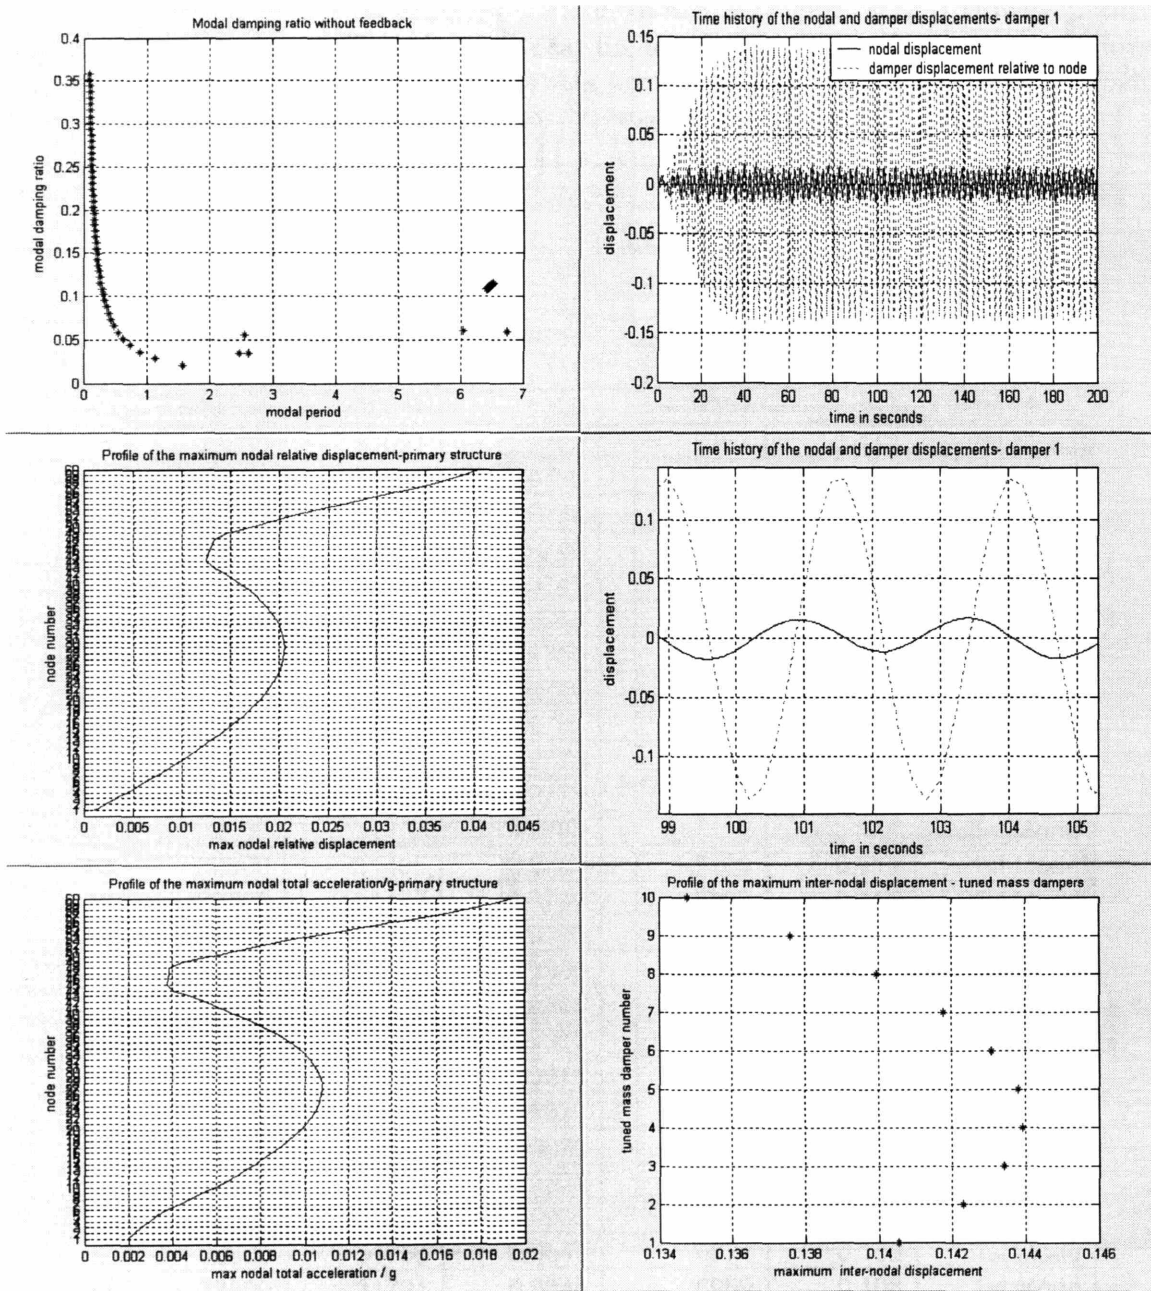 Modal damping ratio without feedback
0.4
0.35
0.3
0.25
0.2
0.15
0.1
0.05
0
modal damping ratio
0 1 2 3 4 5 6 7
modal period
Time history of the nodal and damper displacements- damper 1
nodal displacement
damper displacement relative to node
0.15
0.05
0
-0.05
-0.1
-0.15
-0.2
displacement
0 20 40 60 80 100 120 140 160 180 200
time in seconds
Profile of the maximum nodal relative displacement-primary structure
node number
0 0.005 0.01 0.015 0.02 0.025 0.03 0.035 0.04 0.045
max nodal relative displacement
Time history of the nodal and damper displacements- damper 1
0.1
0.05
0
-0.05
-0.1
displacement
99 100 101 102 103 104 105
time in seconds
Profile of the maximum nodal total acceleration/g-primary structure
node number
0 0.002 0.004 0.006 0.008 0.01 0.012 0.014 0.016 0.018 0.02
max nodal total acceleration / g
Profile of the maximum inter-nodal displacement - tuned mass dampers
10
9
8
7
6
5
4
3
2
1
tuned mass damper number
0.134 0.136 0.138 0.14 0.142 0.144 0.146
maximum inter-nodal displacement